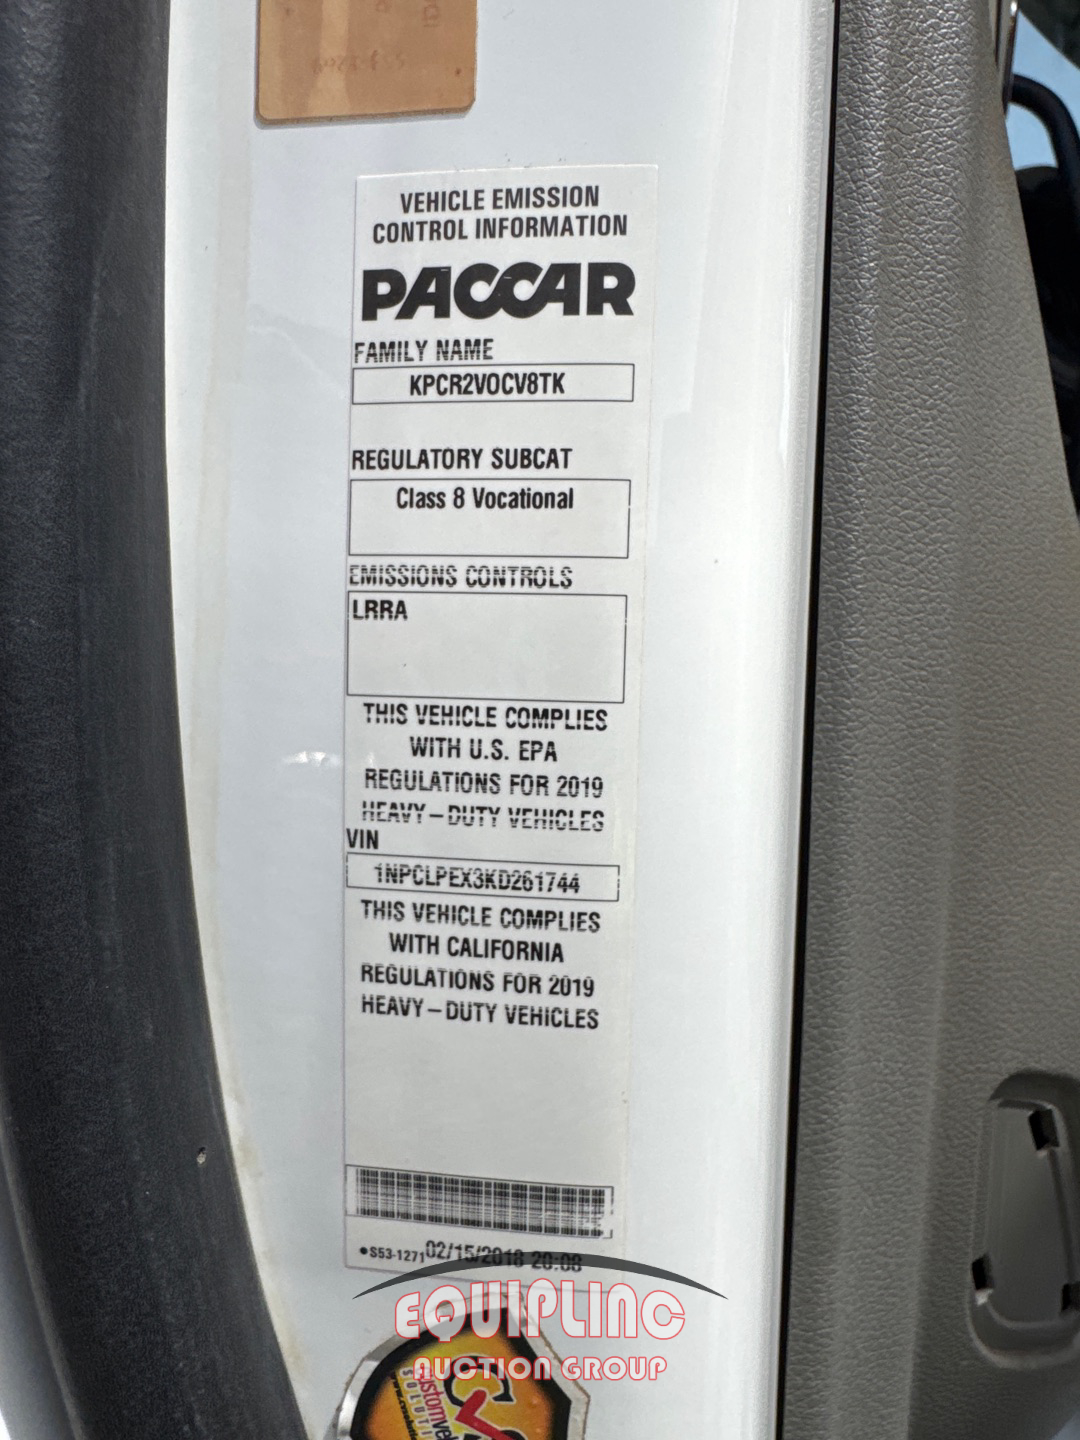 VEHICLE EMISSION
CONTROL INFORMATION
PACCAR
FAMILY NAME
KPCR2VOCV8TK
REGULATORY SUBCAT
Class 8 Vocational
EMISSIONS CONTROLS
LRRA
THIS VEHICLE COMPLIES
WITH U.S. EPA
REGULATIONS FOR 2019
HEAVY-DUTY VEHICLES
VIN
1NPCLPEX3KD261744
THIS VEHICLE COMPLIES
WITH CALIFORNIA
REGULATIONS FOR 2019
HEAVY-DUTY VEHICLES
•S53-1271 02/15/2018 20:08
EQUIPLINC
AUCTION GROUP